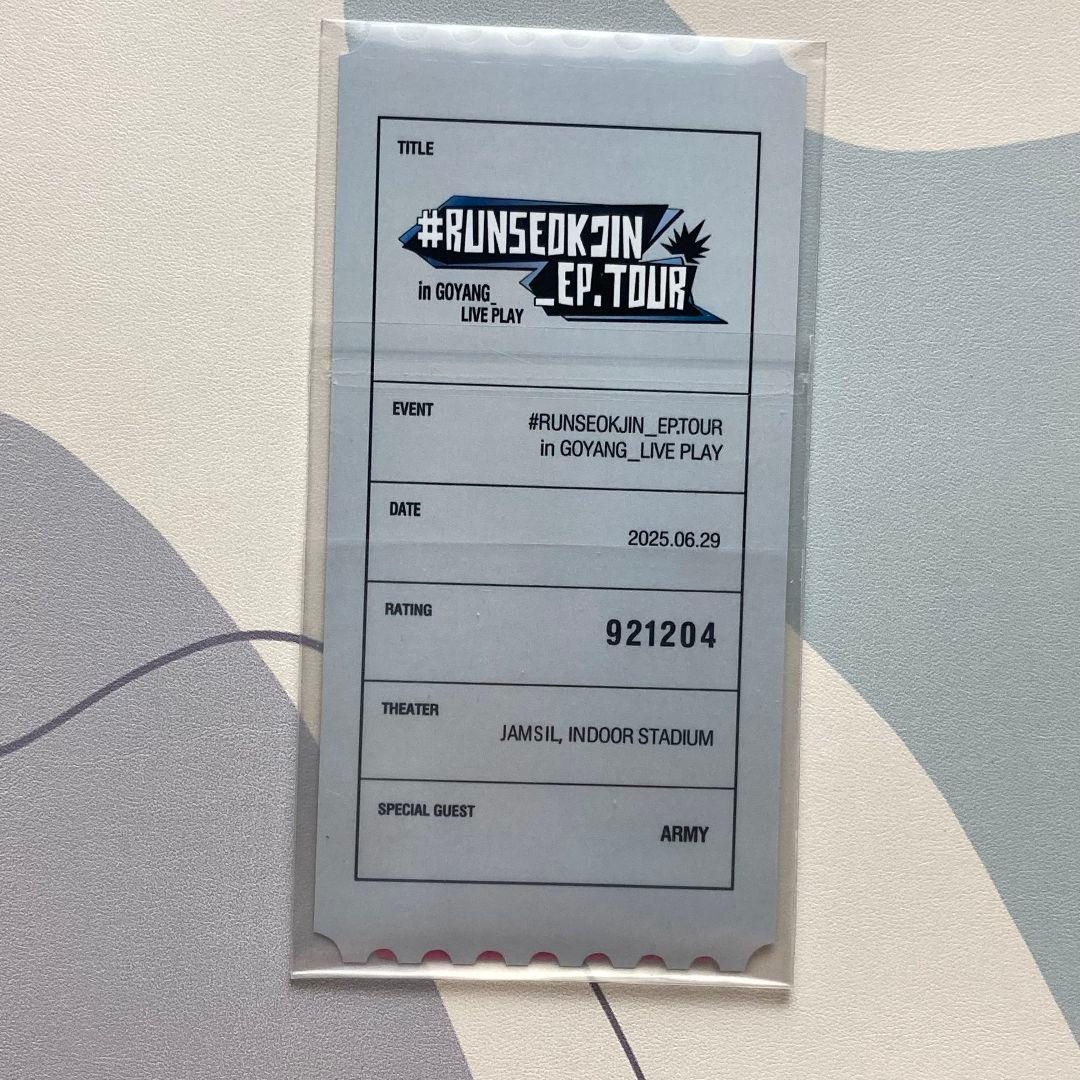 TITLE
#RUNSEOKJIN
_EP.TOUR
in GOYANG_
LIVE PLAY
EVENT
#RUNSEOKJIN_EP.TOUR
in GOYANG_LIVE PLAY
DATE
2025.06.29
RATING
921204
THEATER
JAMSIL, INDOOR STADIUM
SPECIAL GUEST
ARMY